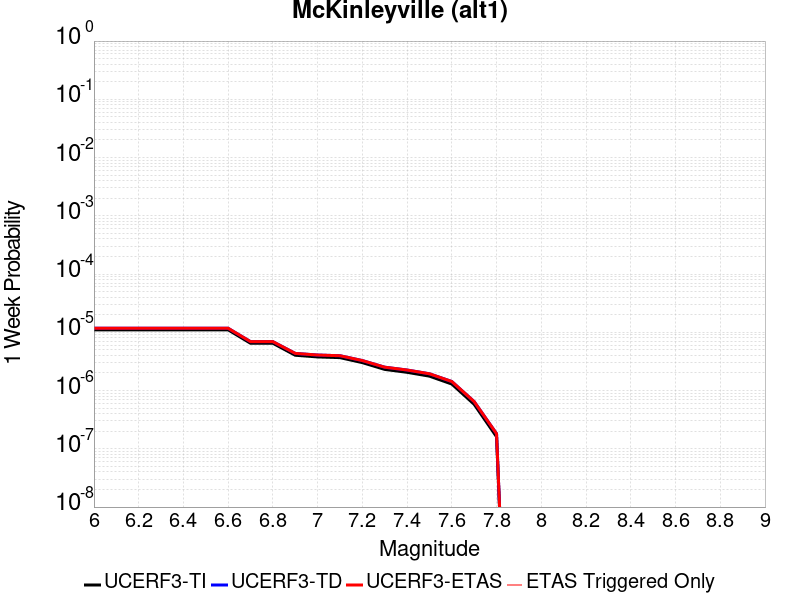 McKinleyville (alt1)
10^0
10^-1
10^-2
10^-3
10^-4
10^-5
10^-6
10^-7
10^-8
1 Week Probability
6 6.2 6.4 6.6 6.8 7 7.2 7.4 7.6 7.8 8 8.2 8.4 8.6 8.8 9
Magnitude
UCERF3-TI UCERF3-TD UCERF3-ETAS ETAS Triggered Only